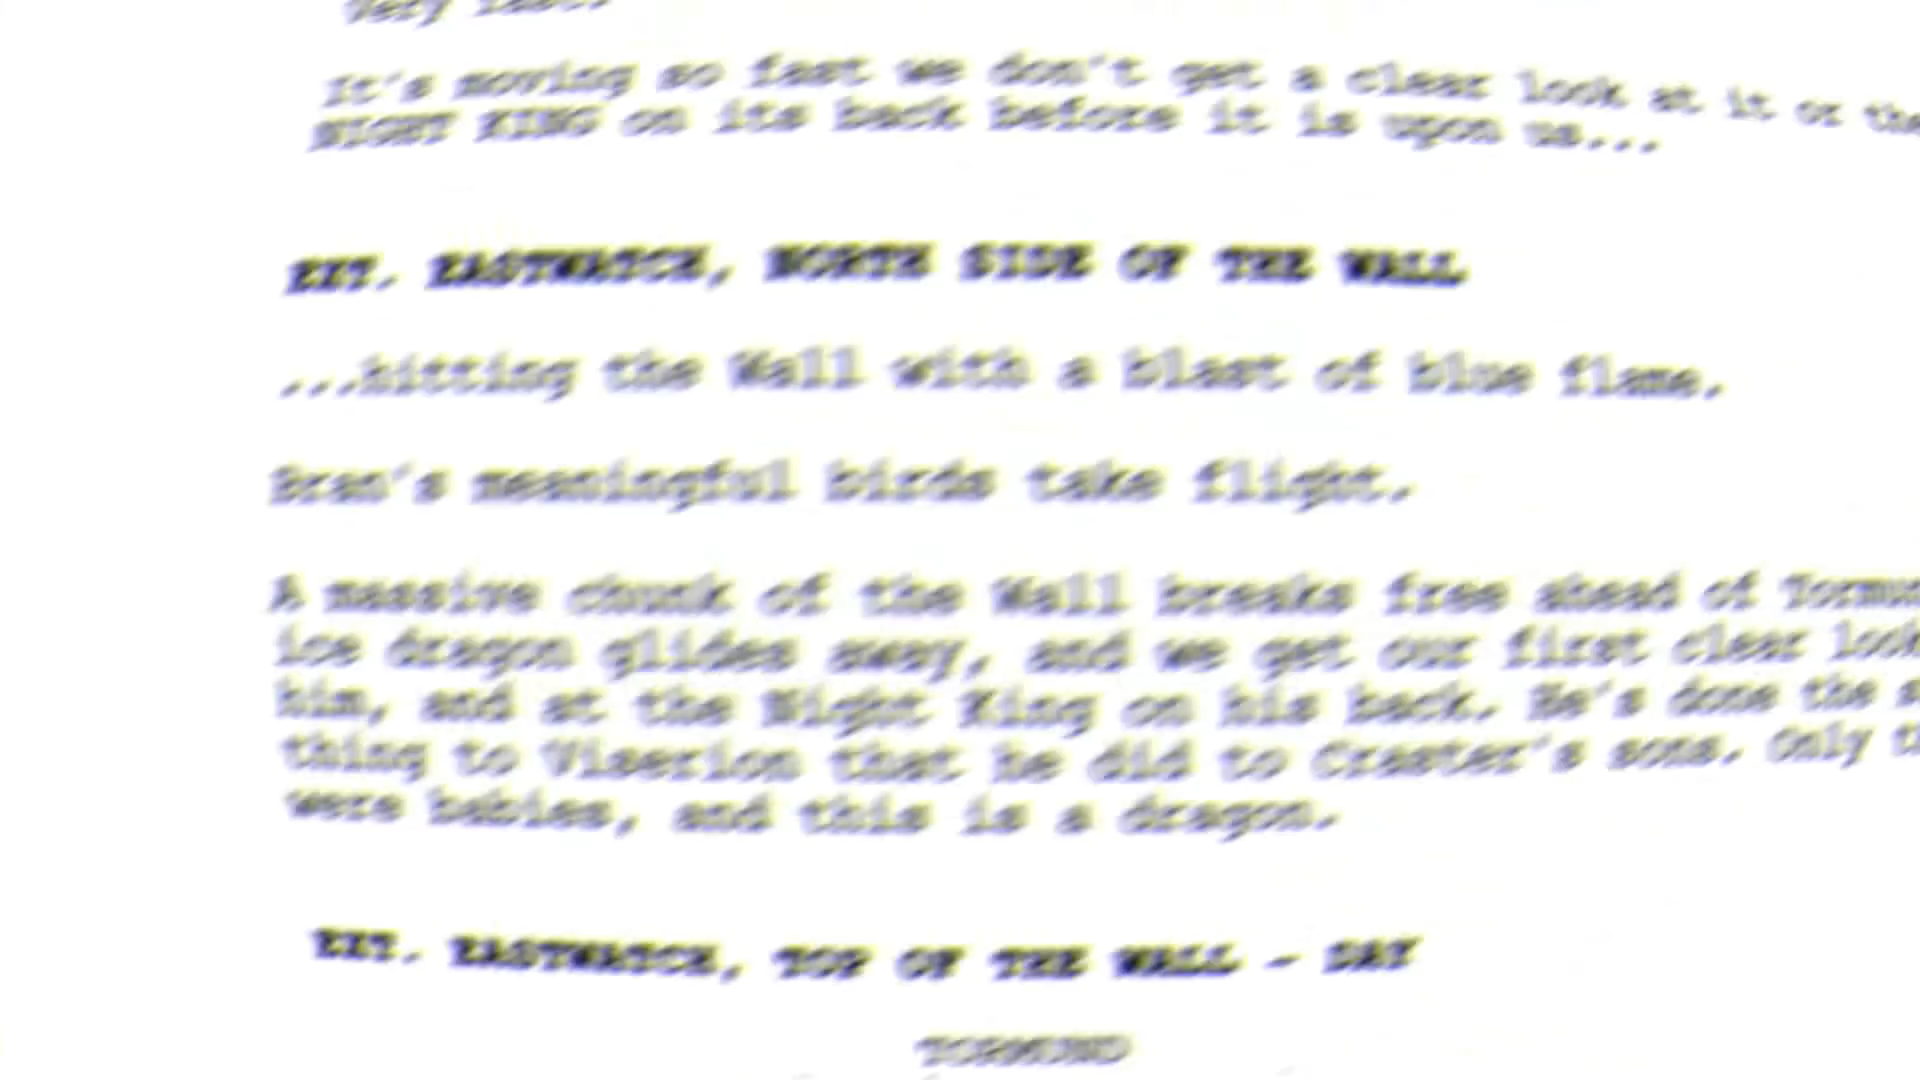 Very fast.
It's moving so fast we don't get a clear look at it or the
NIGHT KING on its back before it is upon us...
EXT. EASTWATCH, NORTH SIDE OF THE WALL
...hitting the Wall with a blast of blue flame.
Bran's meaningful birds take flight.
A massive chunk of the Wall breaks free ahead of Tormun
ice dragon glides away, and we get our first clear look
him, and at the Night King on his back. He's done the s
thing to Viserion that he did to Craster's sons. Only th
were babies, and this is a dragon.
EXT. EASTWATCH, TOP OF THE WALL - DAY
TORMUND